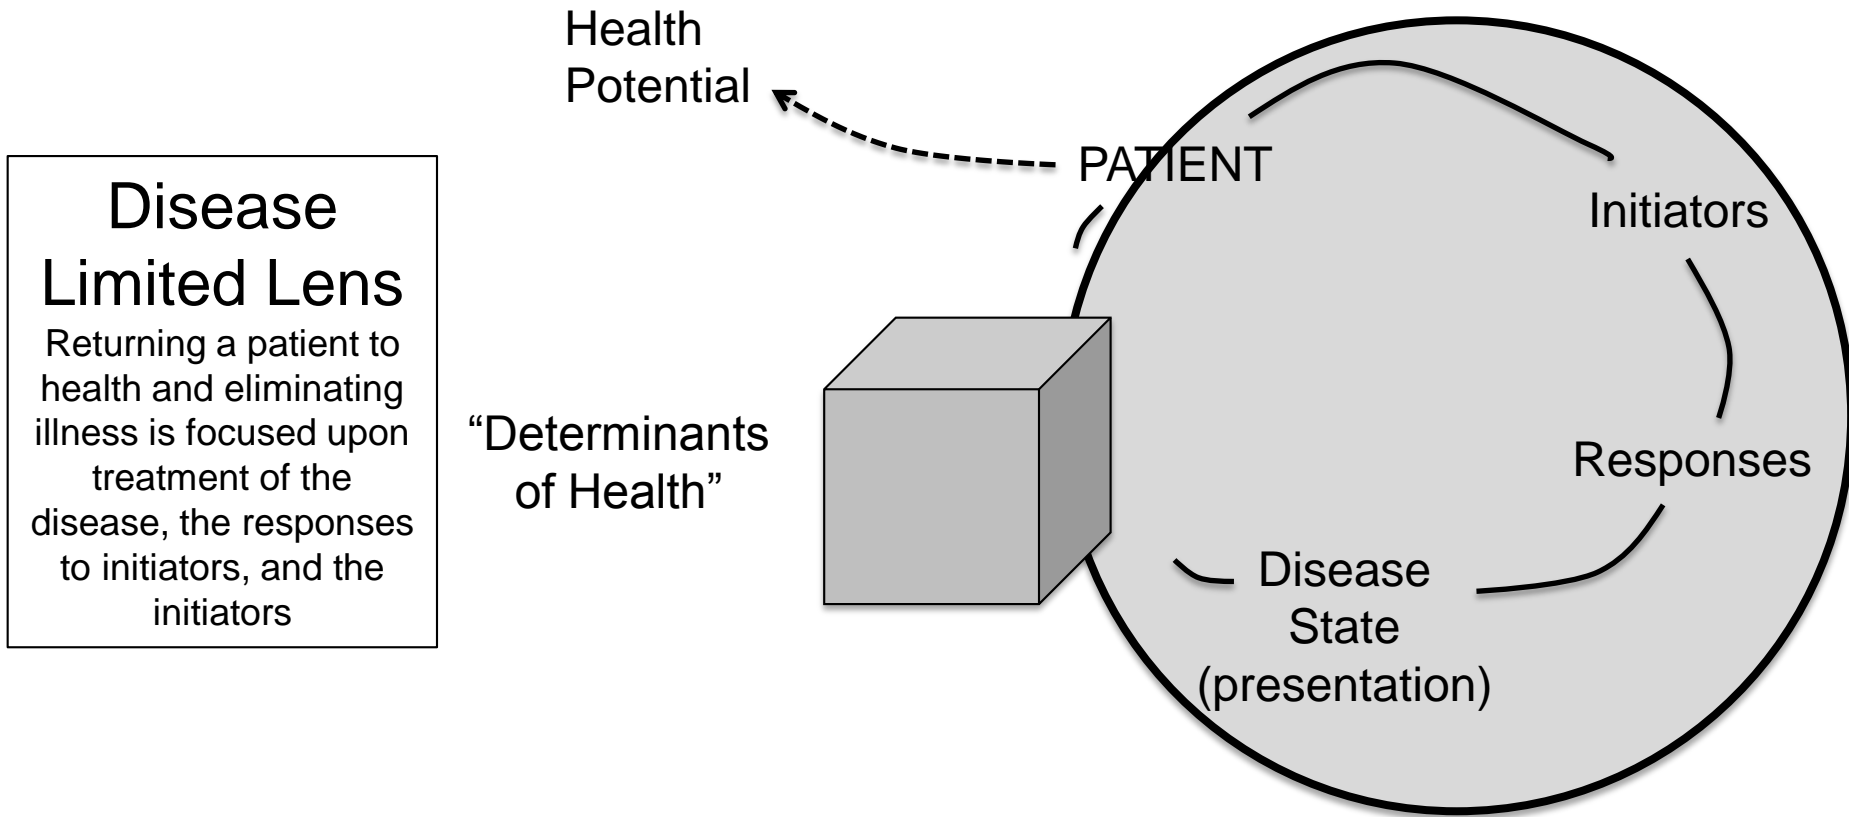 Disease
Limited Lens
Returning a patient to
health and eliminating
illness is focused upon
treatment of the
disease, the responses
to initiators, and the
initiators
Health
Potential
PATIENT
Initiators
“Determinants
of Health”
Responses
Disease
State
(presentation)